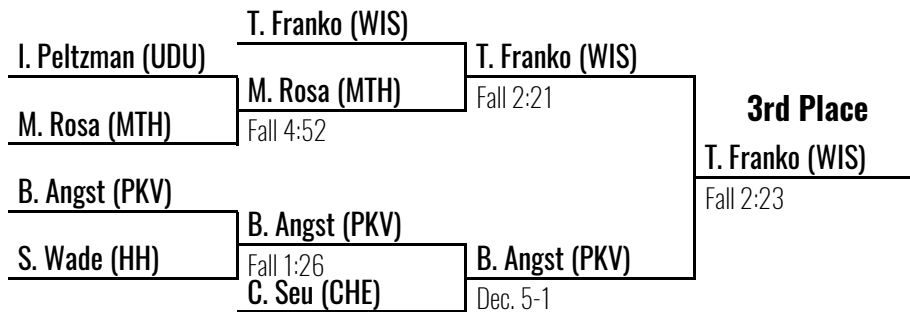 T. Franko (WIS)
I. Peltzman (UDU)
T. Franko (WIS)
M. Rosa (MTH)
Fall 2:21
3rd Place
M. Rosa (MTH)
Fall 4:52
T. Franko (WIS)
B. Angst (PKV)
Fall 2:23
B. Angst (PKV)
S. Wade (HH)
Fall 1:26
B. Angst (PKV)
C. Seu (CHE)
Dec. 5-1